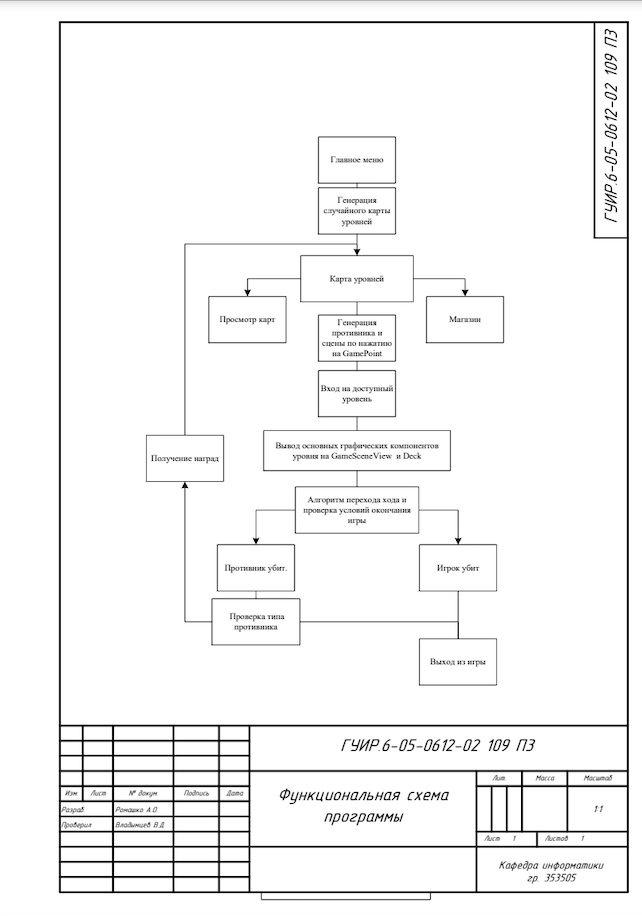 ГУИР.6-05-0612-02 109 ПЗ
Главное меню
Генерация
случайного карты
уровней
Карта уровней
Просмотр карт
Генерация
противника и
сцены по нажатию
на GamePoint
Магазин
Вход на доступный
уровень
Вывод основных графических компонентов
уровня на GameSceneView и Deck
Получение наград
Алгоритм перехода хода и
проверка условий окончания
игры
Противник убит.
Игрок убит
Проверка типа
противника
Выход из игры
ГУИР.6-05-0612-02 109 ПЗ
Изм. Лист № докум. Подпись Дата
Разраб. Ромашко А.О.
Проверил Владымцев В.Д.
Функциональная схема
программы
Лит Масса Масштаб
1:1
Лист 1 Листов 1
Кафедра информатики
гр. 353505